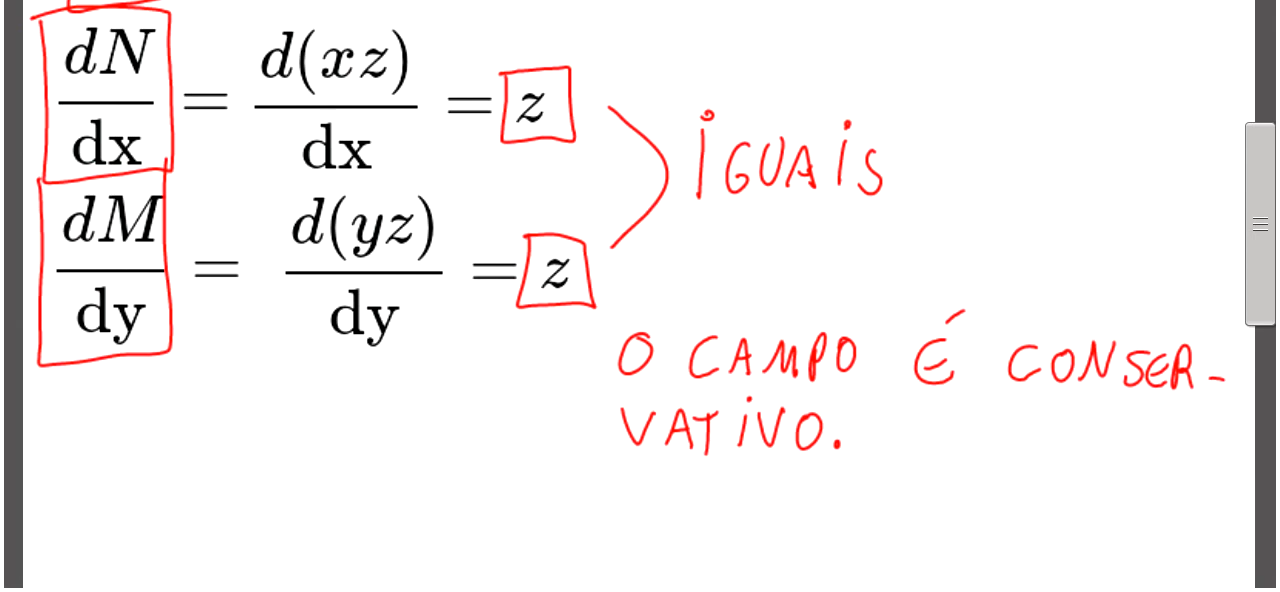 dN/dx = d(xz)/dx = z
IGUAIS
dM/dy = d(yz)/dy = z
O CAMPO É CONSER-
VATIVO.